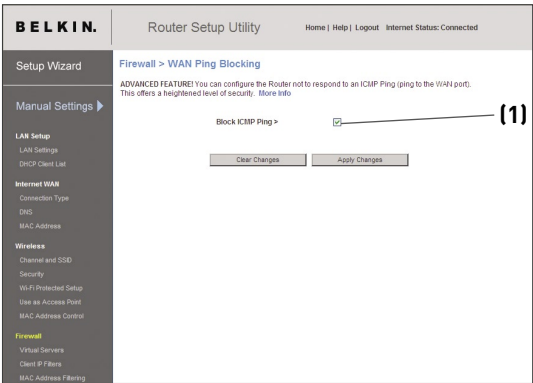 BELKIN.
Router Setup Utility
Home | Help | Logout Internet Status: Connected
Setup Wizard
Manual Settings
LAN Setup
LAN Settings
DHCP Client List
Internet WAN
Connection Type
DNS
MAC Address
Wireless
Channel and SSID
Security
Wi-Fi Protected Setup
Use as Access Point
MAC Address Control
Firewall
Virtual Servers
Client IP Filters
MAC Address Filtering
Firewall > WAN Ping Blocking
ADVANCED FEATURE! You can configure the Router not to respond to an ICMP Ping (ping to the WAN port).
This offers a heightened level of security. More Info
Block ICMP Ping >
(1)
Clear Changes
Apply Changes